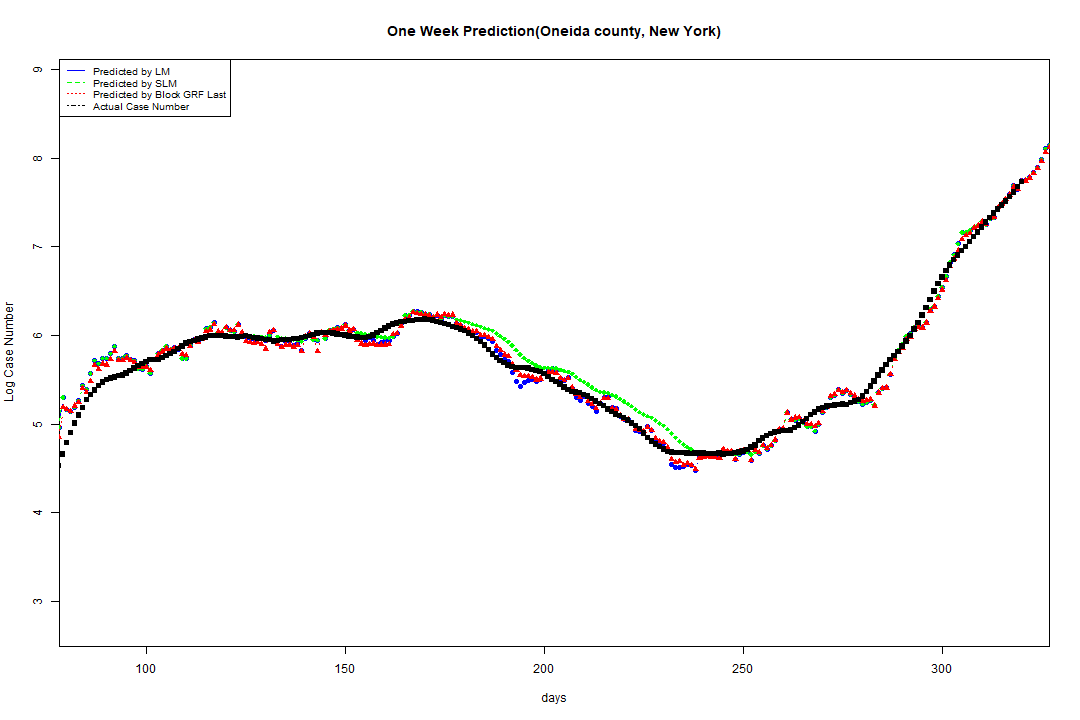 One Week Prediction(Oneida county, New York)
Predicted by LM
Predicted by SLM
Predicted by Block GRF Last
Actual Case Number
9
8
7
6
5
4
3
Log Case Number
100 150 200 250 300
days